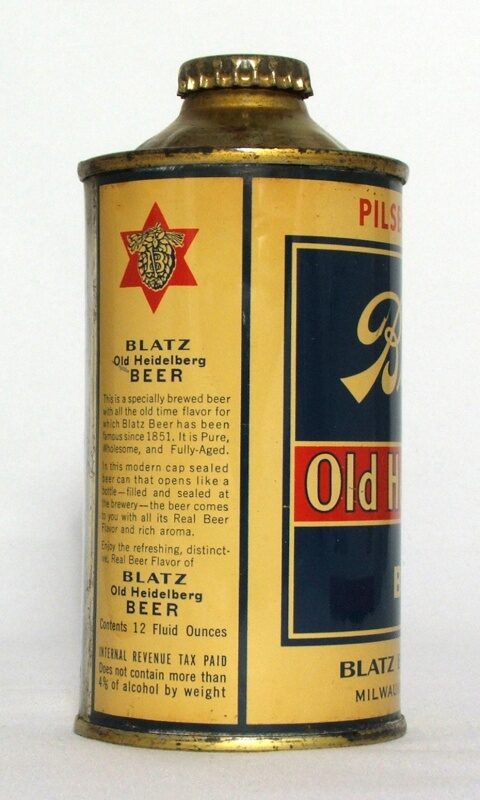 B
BLATZ
Old Heidelberg
BEER
This is a specially brewed beer
with all the old time flavor for
which Blatz Beer has been
famous since 1851. It is Pure,
Wholesome, and Fully-Aged.
In this modern cap sealed
beer can that opens like a
bottle—filled and sealed at
the brewery—the beer comes
to you with all its Real Beer
Flavor and rich aroma.
Enjoy the refreshing, distinct-
ive, Real Beer Flavor of
BLATZ
Old Heidelberg
BEER
Contents 12 Fluid Ounces
INTERNAL REVENUE TAX PAID
Does not contain more than
4% of alcohol by weight
PILSE
Bl
Old H
B
BLATZ
MILWAU